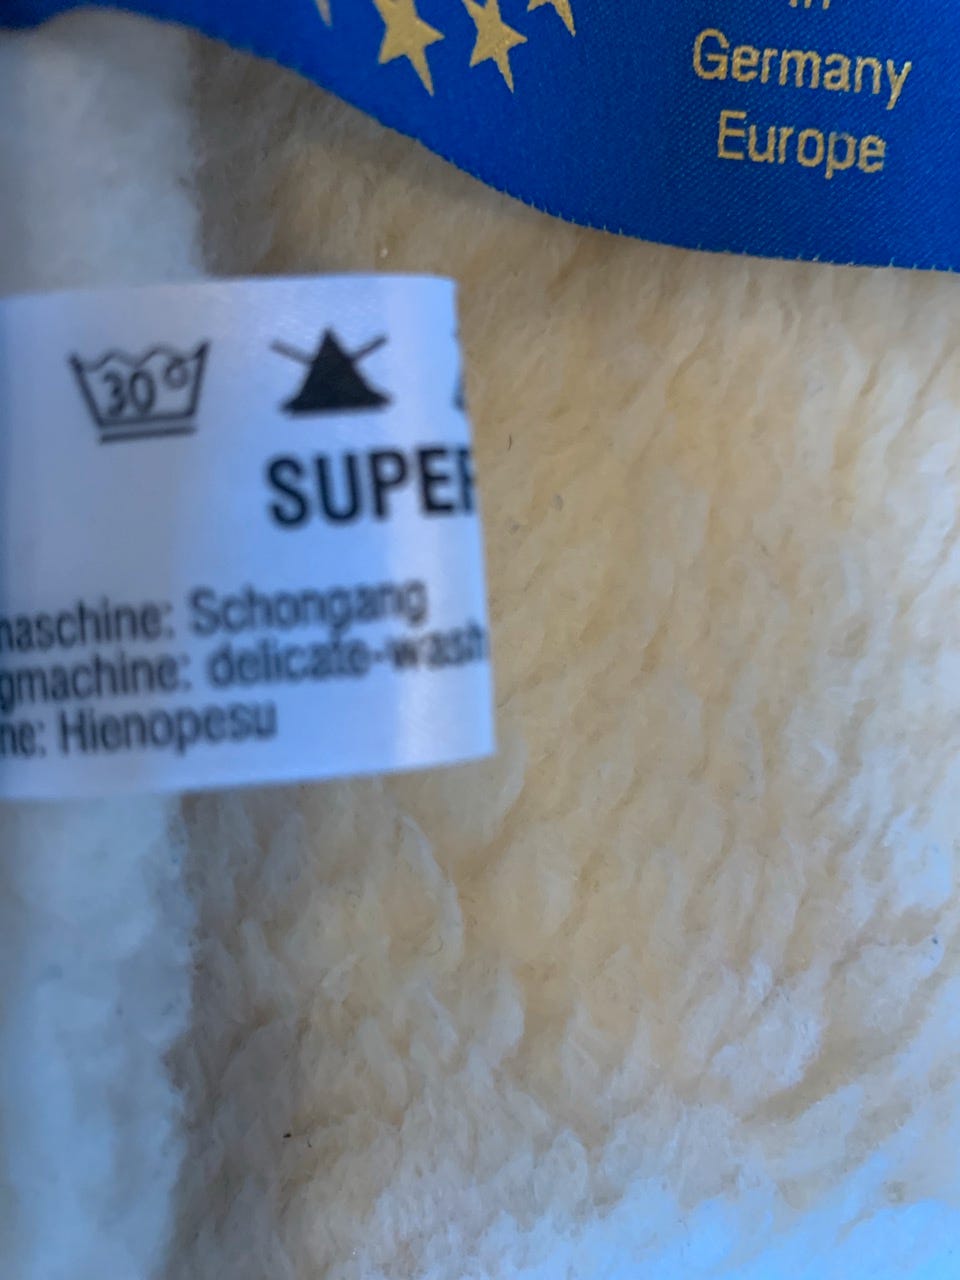 Germany
Europe
30°
SUPER
maschine: Schongang
gmachine: delicate-wash
ne: Hienopesu